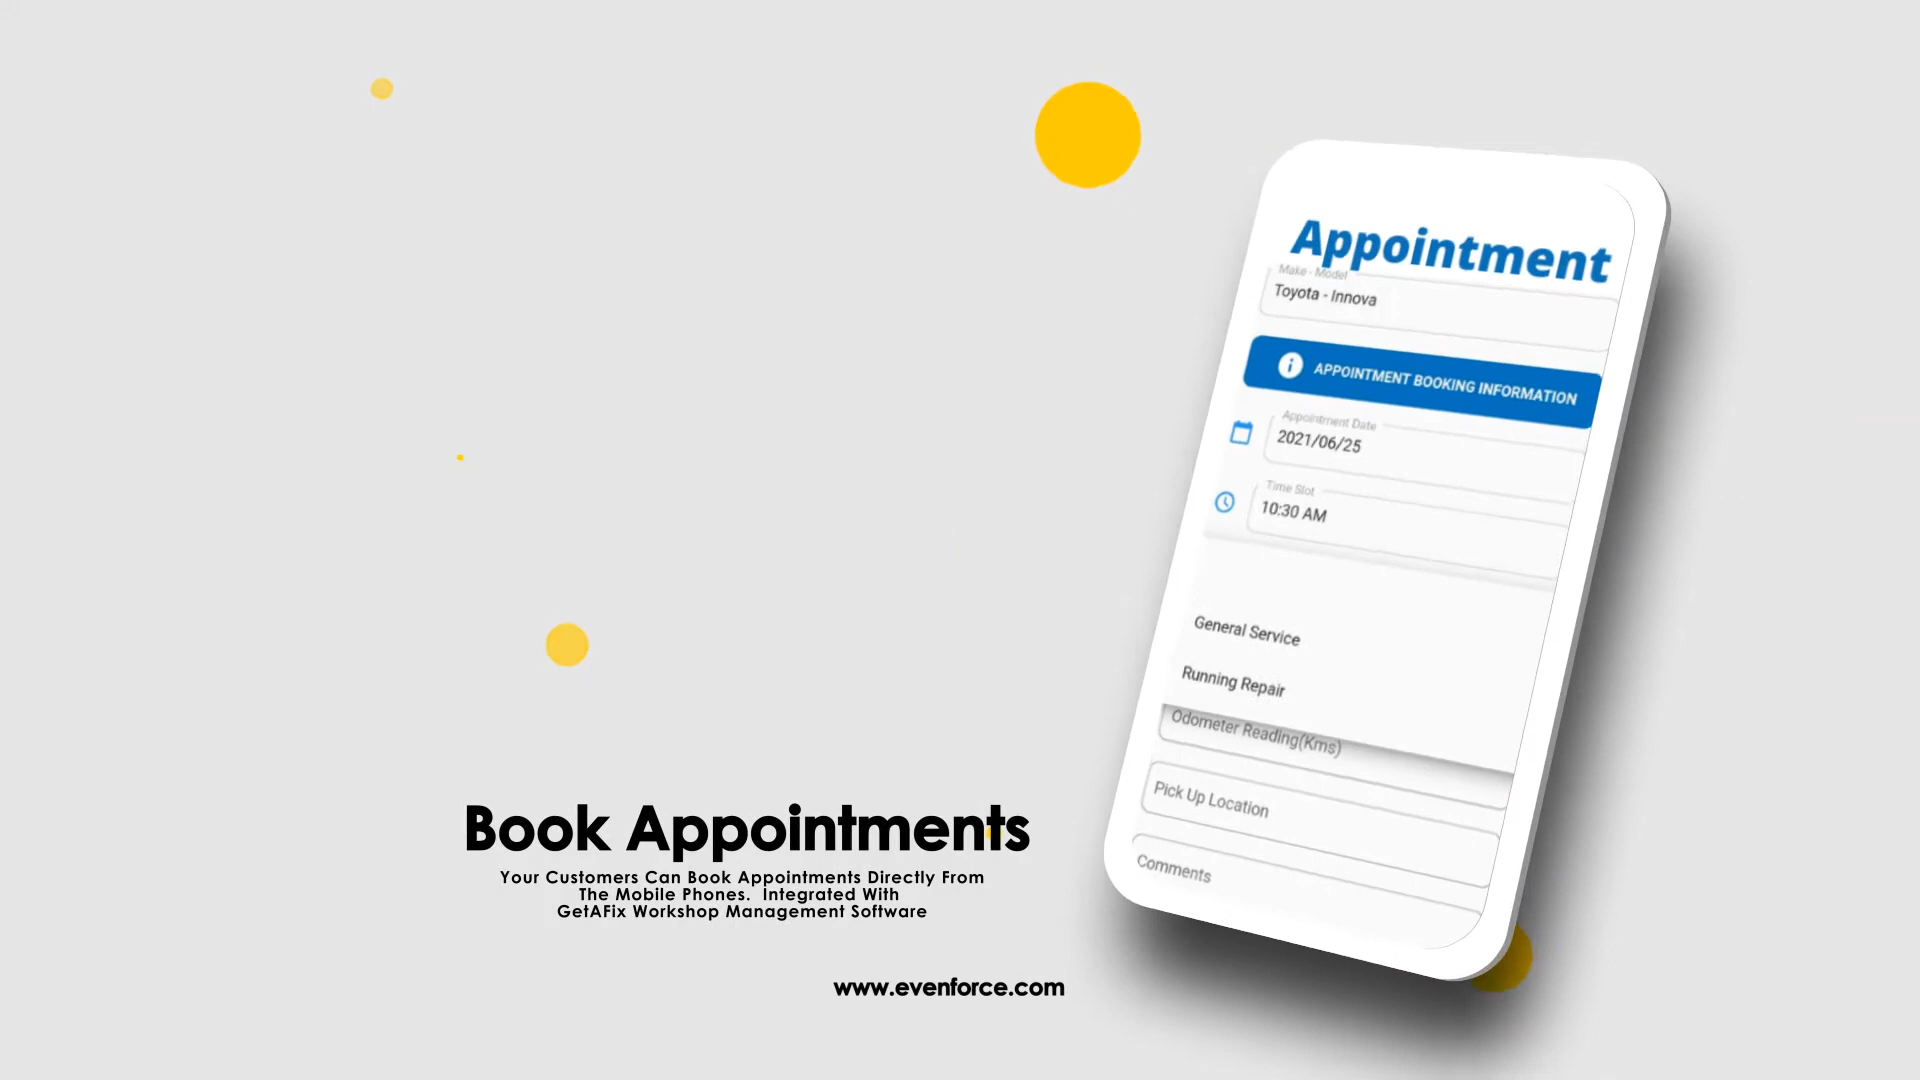 Appointment
Make - Model
Toyota - Innova
APPOINTMENT BOOKING INFORMATION
Appointment Date
2021/06/25
Time Slot
10:30 AM
General Service
Running Repair
Odometer Reading(Kms)
Pick Up Location
Comments
Book Appointments
Your Customers Can Book Appointments Directly From
The Mobile Phones. Integrated With
GetAFix Workshop Management Software
www.evenforce.com